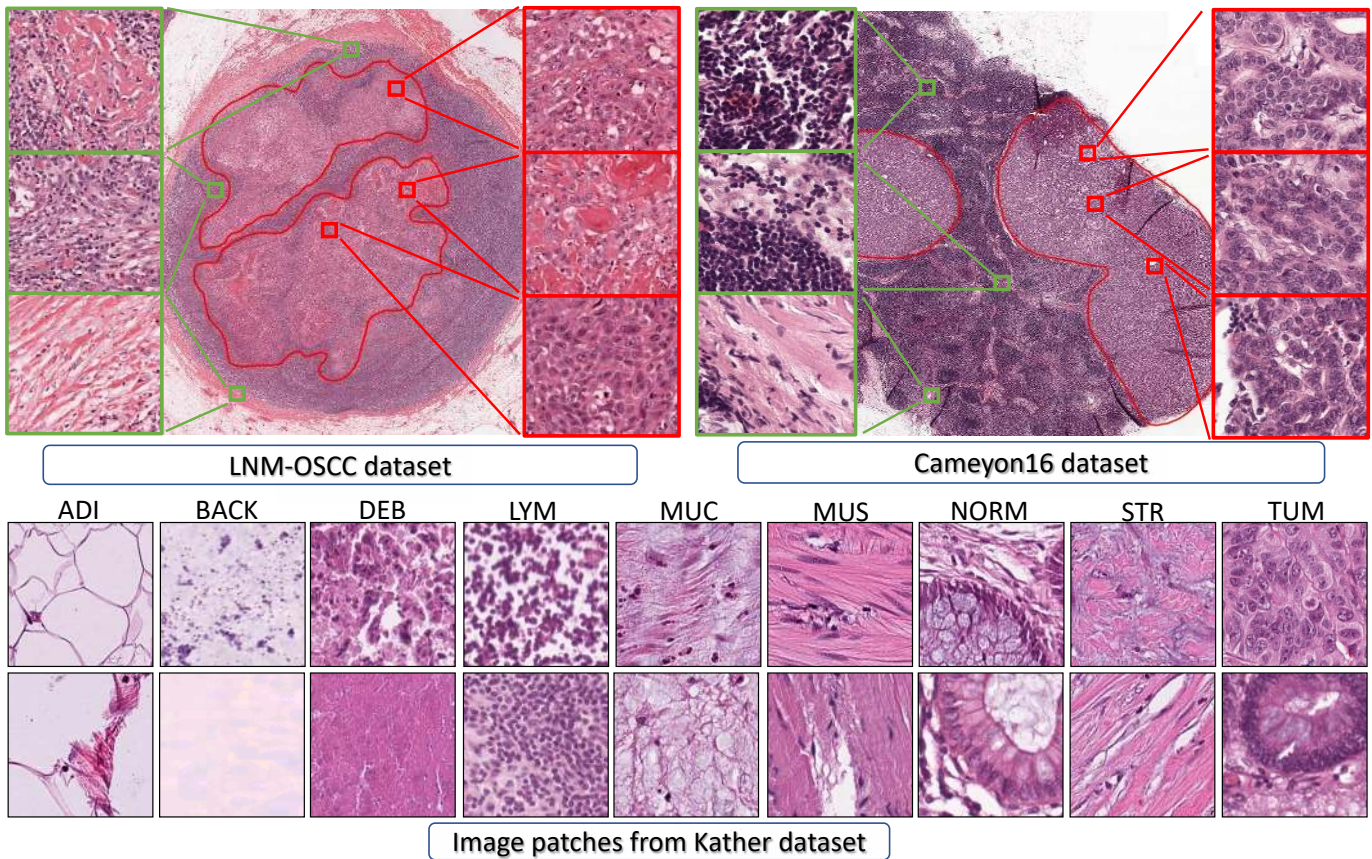 LNM-OSCC dataset
Cameyon16 dataset
ADI BACK DEB LYM MUC MUS NORM STR TUM
Image patches from Kather dataset